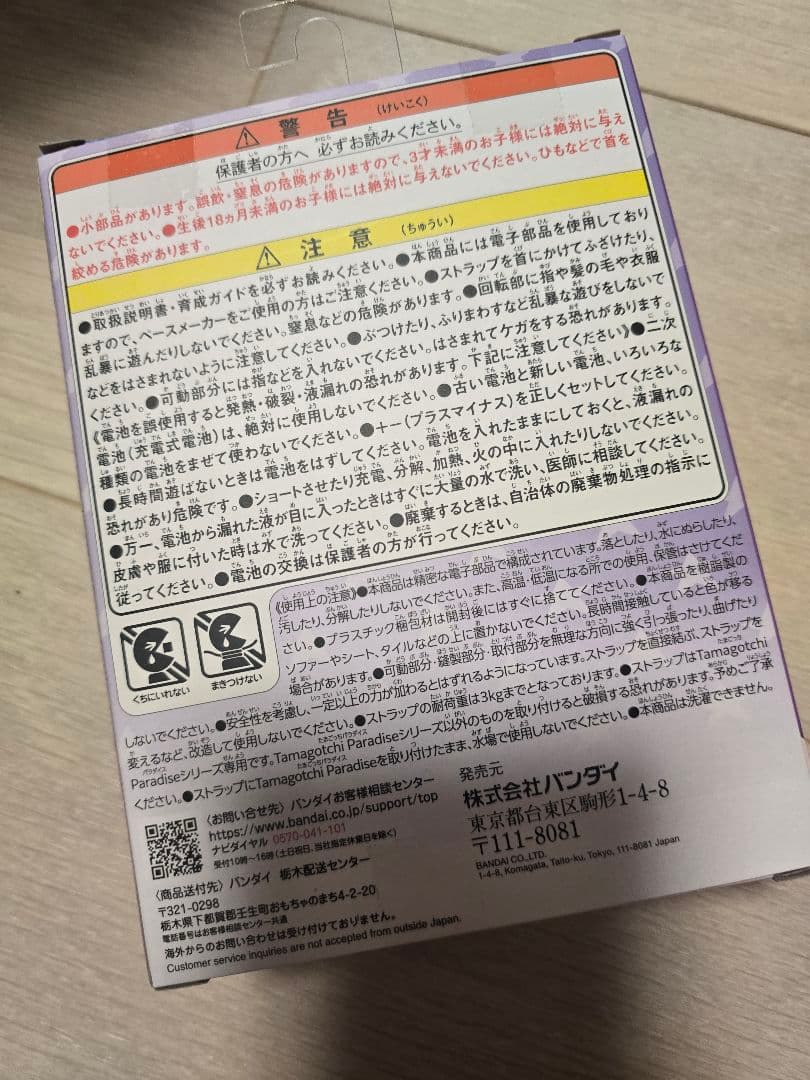 警告 (けいこく)
保護者の方へ 必ずお読みください。
●小部品があります。誤飲・窒息の危険がありますので、3才未満のお子様には絶対に与え
ないでください。●生後18ヵ月未満のお子様には絶対に与えないでください。ひもなどで首を
絞める危険があります。
注意 (ちゅうい)
●取扱説明書・育成ガイドを必ずお読みください。●本商品には電子部品を使用しており
ますので、ペースメーカーをご使用の方はご注意ください。●ストラップを首にかけてふざけたり、
乱暴に遊んだりしないでください。窒息などの危険があります。●回転部に指や髪の毛や衣服
などをはさまれないように注意してください。●ぶつけたり、ふりまわすなど乱暴な遊びをしないで
ください。●可動部分には指などを入れないでください。はさまれてケガをする恐れがあります。
《電池を誤使用すると発熱・破裂・液漏れの恐れがあります。下記に注意してください》●二次
電池(充電式電池)は、絶対に使用しないでください。●古い電池と新しい電池、いろいろな
種類の電池をまぜて使わないでください。●+-(プラスマイナス)を正しくセットしてください。
●長時間遊ばないときは電池をはずしてください。電池を入れたままにしておくと、液漏れの
恐れがあり危険です。●ショートさせたり充電、分解、加熱、火の中に入れたりしないでください。
●万一、電池から漏れた液が目に入ったときはすぐに大量の水で洗い、医師に相談してください。
皮膚や服に付いた時は水で洗ってください。●廃棄するときは、自治体の廃棄物処理の指示に
従ってください。●電池の交換は保護者の方が行ってください。
くちにいれない
まきつけない
《使用上の注意》●本商品は精密な電子部品で構成されています。落としたり、水にぬらしたり、
汚したり、分解したりしないでください。また、高温・低温になる所での使用、保管はさけてくだ
さい。●プラスチック梱包材は開封後にはすぐに捨ててください。●本商品を樹脂製の
ソファーやシート、タイルなどの上に置かないでください。長時間接触していると色が移る
場合があります。●可動部分・縫製部分・取付部分を無理な方向に強く引っ張ったり、曲げたり
しないでください。●安全性を考慮し、一定以上の力が加わるとはずれるようになっています。ストラップを直接結ぶ、ストラップを
変えるなど、改造して使用しないでください。●ストラップの耐荷重は3kgまでとなっております。●ストラップはTamagotchi
Paradiseシリーズ専用です。Tamagotchi Paradiseシリーズ以外のものを取り付けると破損する恐れがあります。予めご了承
ください。●ストラップにTamagotchi Paradiseを取り付けたまま、水場で使用しないでください。●本商品は洗濯できません。
〈お問い合せ先〉バンダイお客様相談センター
https://www.bandai.co.jp/support/top
ナビダイヤル 0570-041-101
受付10時～16時(土日祝日、当社指定休業日を除く)
〈商品送付先〉バンダイ 栃木配送センター
〒321-0298
栃木県下都賀郡壬生町おもちゃのまち4-2-20
電話番号はお客様相談センター共通
海外からのお問い合わせは受け付けておりません。
Customer service inquiries are not accepted from outside Japan.
発売元
株式会社バンダイ
東京都台東区駒形1-4-8
〒111-8081
BANDAI CO.,LTD.
1-4-8, Komagata, Taito-ku, Tokyo, 111-8081 Japan